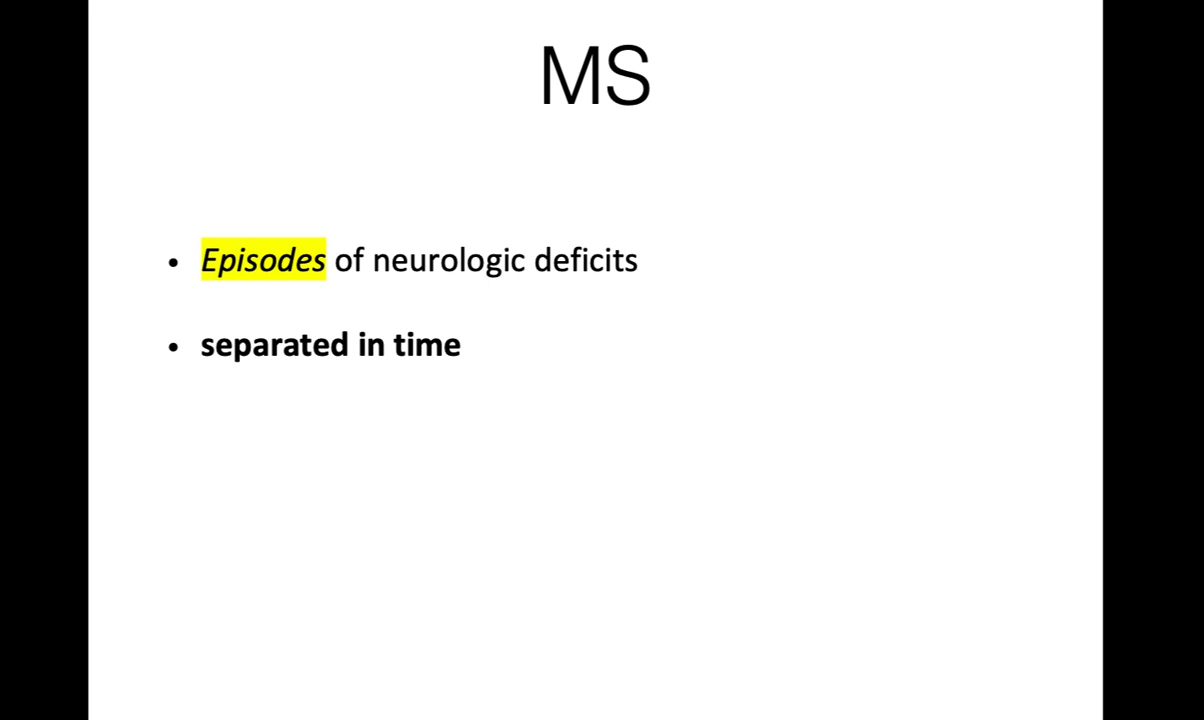 MS
• Episodes of neurologic deficits
• separated in time